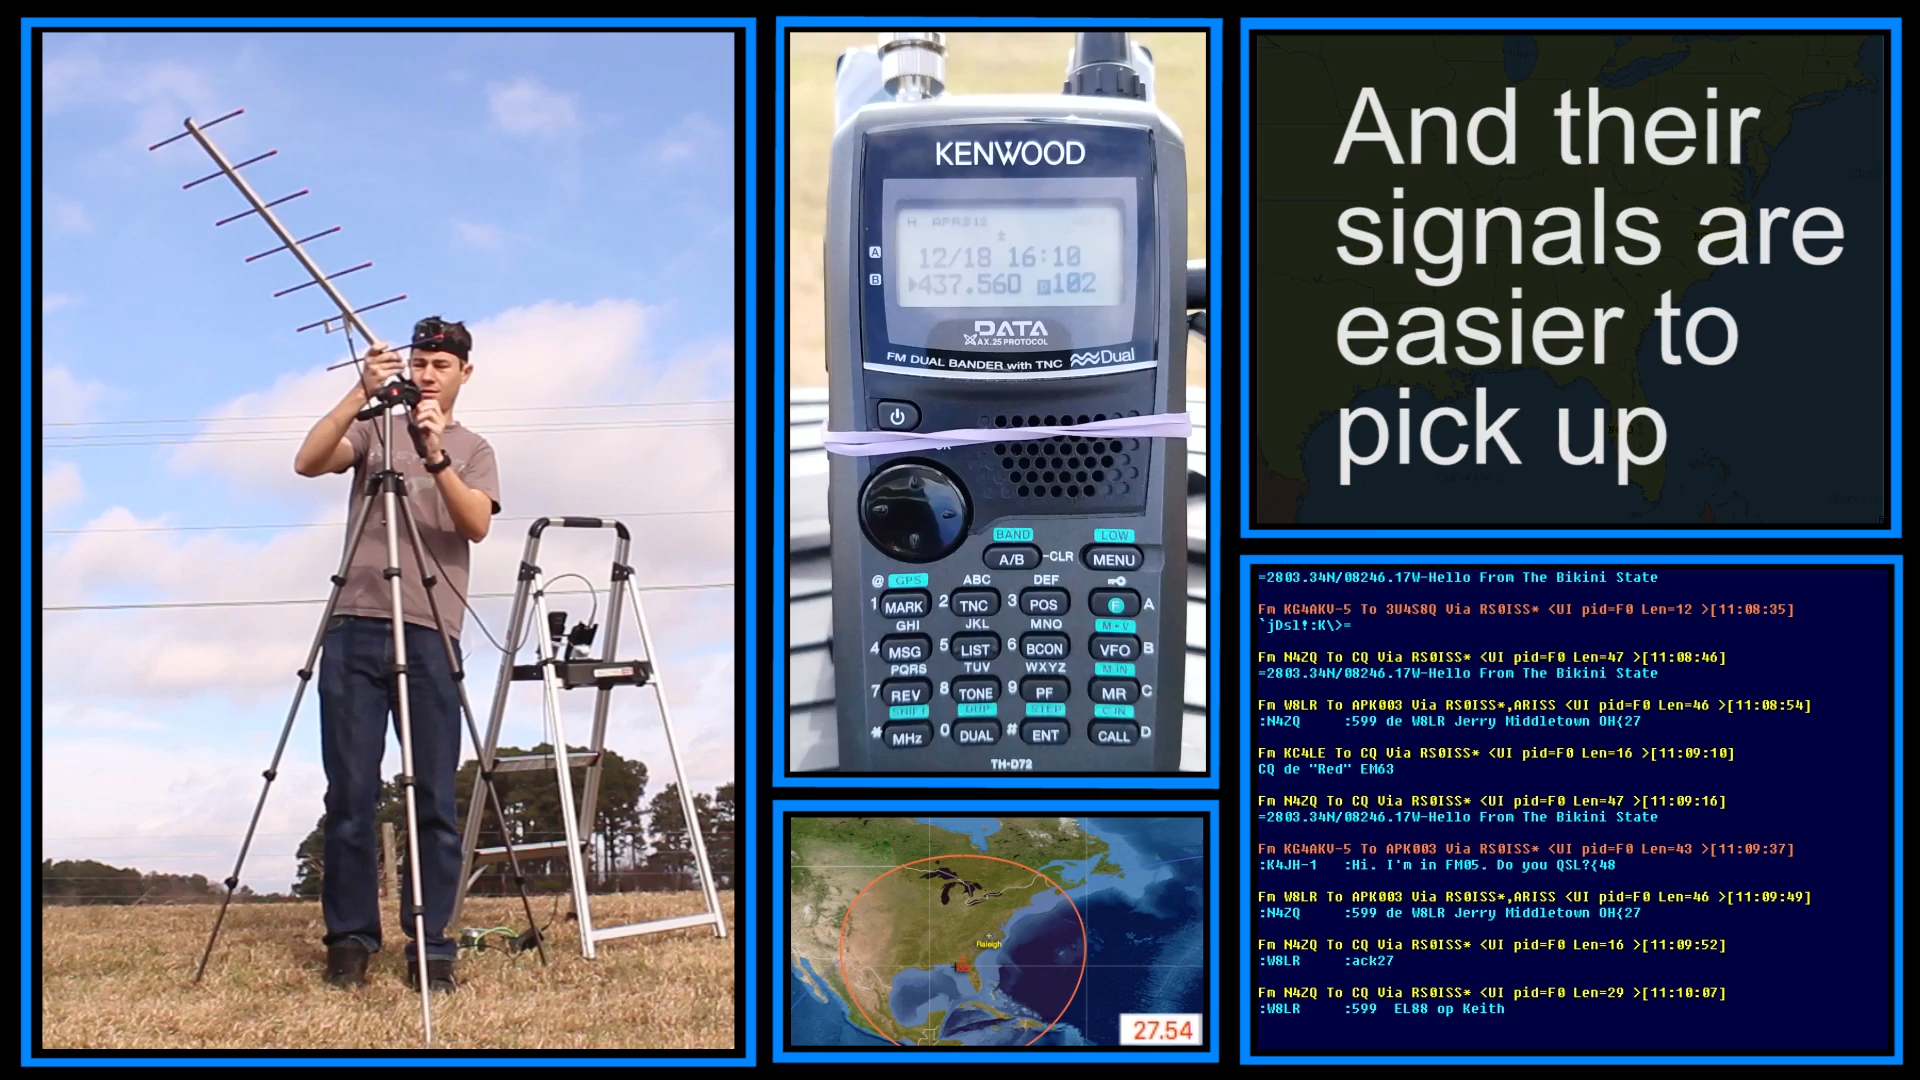 KENWOOD
H APRS12
A
12/18 16:10
B
437.560 D102
DATA
AX.25 PROTOCOL
FM DUAL BANDER with TNC Dual
BAND LOW
A/B -CLR MENU
@ GPS ABC DEF
1 MARK 2 TNC 3 POS F A
GHI JKL MNO M▸V
4 MSG 5 LIST 6 BCON VFO B
PQRS TUV WXYZ M.IN
7 REV 8 TONE 9 PF MR C
SHIFT DUP STEP C.IN
* MHz 0 DUAL # ENT CALL D
TH-D72
Raleigh
27.54
And their
signals are
easier to
pick up
=2803.34N/08246.17W-Hello From The Bikini State
Fm KG4AKV-5 To 3U4S8Q Via RS0ISS* <UI pid=F0 Len=12 >[11:08:35]
`jDsl!:K\>=
Fm N4ZQ To CQ Via RS0ISS* <UI pid=F0 Len=47 >[11:08:46]
=2803.34N/08246.17W-Hello From The Bikini State
Fm W8LR To APK003 Via RS0ISS*,ARISS <UI pid=F0 Len=46 >[11:08:54]
:N4ZQ :599 de W8LR Jerry Middletown OH{27
Fm KC4LE To CQ Via RS0ISS* <UI pid=F0 Len=16 >[11:09:10]
CQ de "Red" EM63
Fm N4ZQ To CQ Via RS0ISS* <UI pid=F0 Len=47 >[11:09:16]
=2803.34N/08246.17W-Hello From The Bikini State
Fm KG4AKV-5 To APK003 Via RS0ISS* <UI pid=F0 Len=43 >[11:09:37]
:K4JH-1 :Hi. I'm in FM05. Do you QSL?{48
Fm W8LR To APK003 Via RS0ISS*,ARISS <UI pid=F0 Len=46 >[11:09:49]
:N4ZQ :599 de W8LR Jerry Middletown OH{27
Fm N4ZQ To CQ Via RS0ISS* <UI pid=F0 Len=16 >[11:09:52]
:W8LR :ack27
Fm N4ZQ To CQ Via RS0ISS* <UI pid=F0 Len=29 >[11:10:07]
:W8LR :599 EL88 op Keith